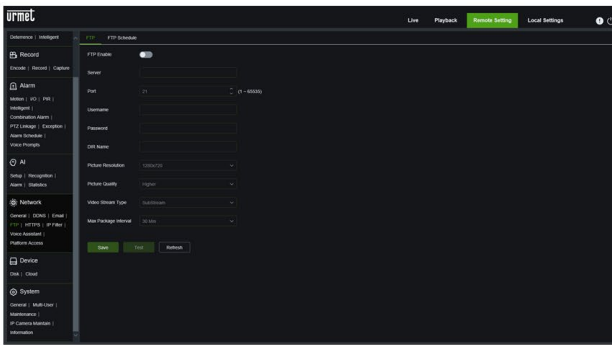 urmet
Live Playback Remote Setting Local Settings
Deterrence | Intelligent
Record
Encode | Record | Capture
Alarm
Motion | I/O | PIR |
Intelligent |
Combination Alarm |
PTZ Linkage | Exception |
Alarm Schedule |
Voice Prompts
AI
Setup | Recognition |
Alarm | Statistics
Network
General | DDNS | Email |
FTP | HTTPS | IP Filter |
Voice Assistant |
Platform Access
Device
Disk | Cloud
System
General | Multi-User |
Maintenance |
IP Camera Maintain |
Information
FTP FTP Schedule
FTP Enable
Server
Port 21 (1 ~ 65535)
Username
Password
DIR Name
Picture Resolution 1280x720
Picture Quality Higher
Video Stream Type SubStream
Max Package Interval 30 Min
Save Test Refresh